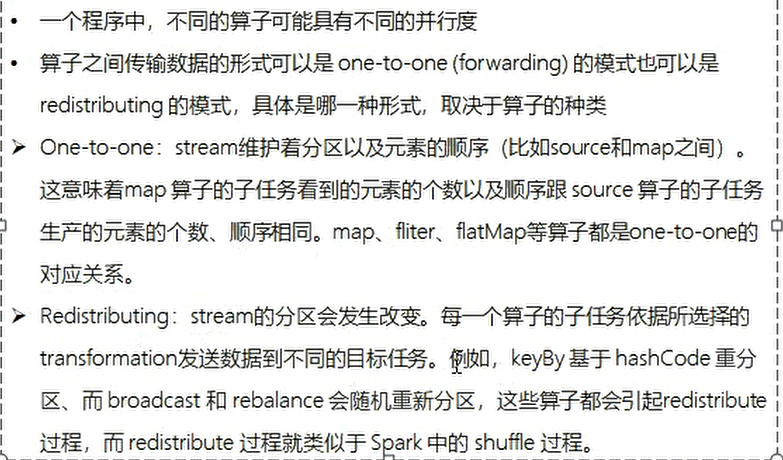 • 一个程序中，不同的算子可能具有不同的并行度
• 算子之间传输数据的形式可以是 one-to-one (forwarding) 的模式也可以是
redistributing 的模式，具体是哪一种形式，取决于算子的种类
➢ One-to-one：stream维护着分区以及元素的顺序（比如source和map之间）。
这意味着map 算子的子任务看到的元素的个数以及顺序跟 source 算子的子任务
生产的元素的个数、顺序相同。map、fliter、flatMap等算子都是one-to-one的
对应关系。
➢ Redistributing：stream的分区会发生改变。每一个算子的子任务依据所选择的
transformation发送数据到不同的目标任务。例如，keyBy 基于 hashCode 重分
区、而 broadcast 和 rebalance 会随机重新分区，这些算子都会引起redistribute
过程，而 redistribute 过程就类似于 Spark 中的 shuffle 过程。